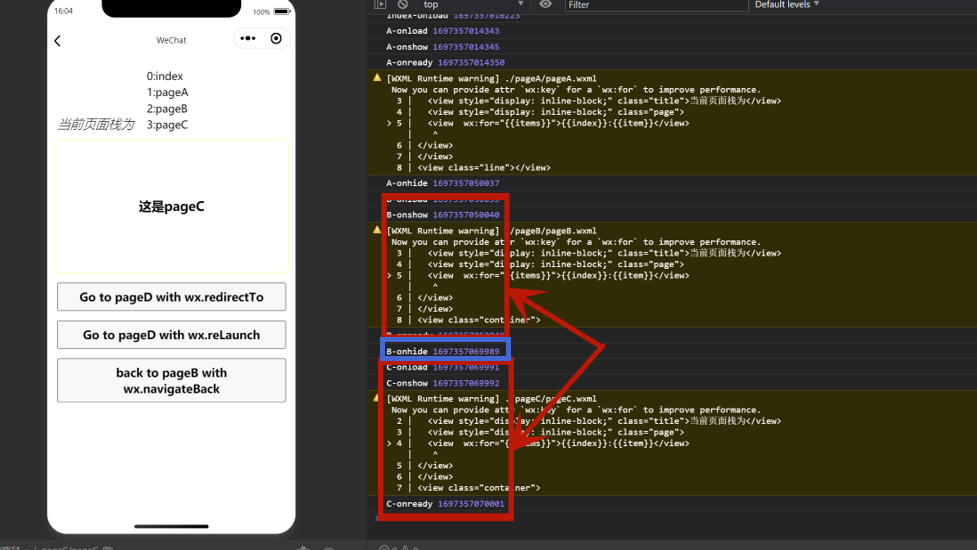 16:04
100%
WeChat
0:index
1:pageA
2:pageB
当前页面栈为 3:pageC
这是pageC
Go to pageD with wx.redirectTo
Go to pageD with wx.reLaunch
back to pageB with
wx.navigateBack
top
Filter
Default levels
index-onload 1697357010223
A-onload 1697357014343
A-onshow 1697357014345
A-onready 1697357014350
[WXML Runtime warning] ./pageA/pageA.wxml
Now you can provide attr `wx:key` for a `wx:for` to improve performance.
3 | <view style="display: inline-block;" class="title">当前页面栈为</view>
4 | <view style="display: inline-block;" class="page">
> 5 | <view  wx:for="{{items}}">{{index}}:{{item}}</view>
| ^
6 | </view>
7 | </view>
8 | <view class="line"></view>
A-onhide 1697357050037
B-onshow 1697357050040
[WXML Runtime warning] ./pageB/pageB.wxml
Now you can provide attr `wx:key` for a `wx:for` to improve performance.
3 | <view style="display: inline-block;" class="title">当前页面栈为</view>
4 | <view style="display: inline-block;" class="page">
> 5 | <view  wx:for="{{items}}">{{index}}:{{item}}</view>
| ^
6 | </view>
7 | </view>
8 | <view class="container">
B-onhide 1697357069989
C-onload 1697357069991
C-onshow 1697357069992
[WXML Runtime warning] ./pageC/pageC.wxml
Now you can provide attr `wx:key` for a `wx:for` to improve performance.
2 | <view style="display: inline-block;" class="title">当前页面栈为</view>
3 | <view style="display: inline-block;" class="page">
> 4 | <view  wx:for="{{items}}">{{index}}:{{item}}</view>
| ^
5 | </view>
6 | </view>
7 | <view class="container">
C-onready 1697357070001
>